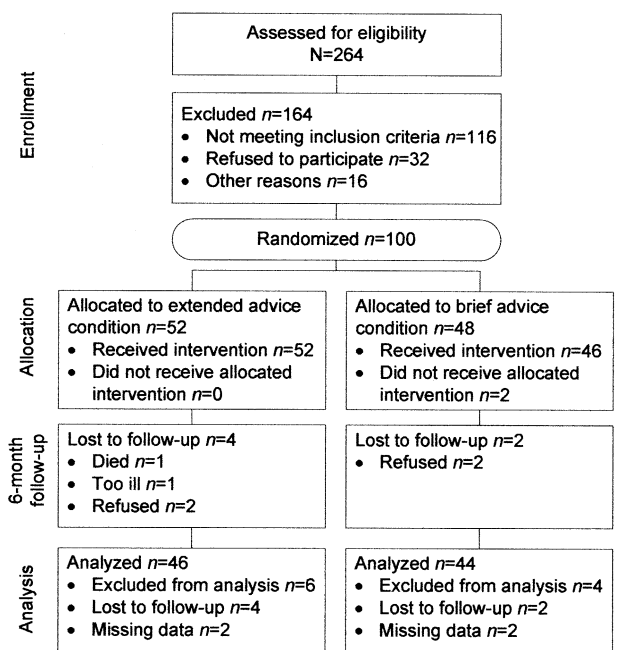 Assessed for eligibility
N=264
Enrollment
Excluded n=164
• Not meeting inclusion criteria n=116
• Refused to participate n=32
• Other reasons n=16
Randomized n=100
Allocation
Allocated to extended advice
condition n=52
• Received intervention n=52
• Did not receive allocated
intervention n=0
Allocated to brief advice
condition n=48
• Received intervention n=46
• Did not receive allocated
intervention n=2
6-month
follow-up
Lost to follow-up n=4
• Died n=1
• Too ill n=1
• Refused n=2
Lost to follow-up n=2
• Refused n=2
Analysis
Analyzed n=46
• Excluded from analysis n=6
• Lost to follow-up n=4
• Missing data n=2
Analyzed n=44
• Excluded from analysis n=4
• Lost to follow-up n=2
• Missing data n=2